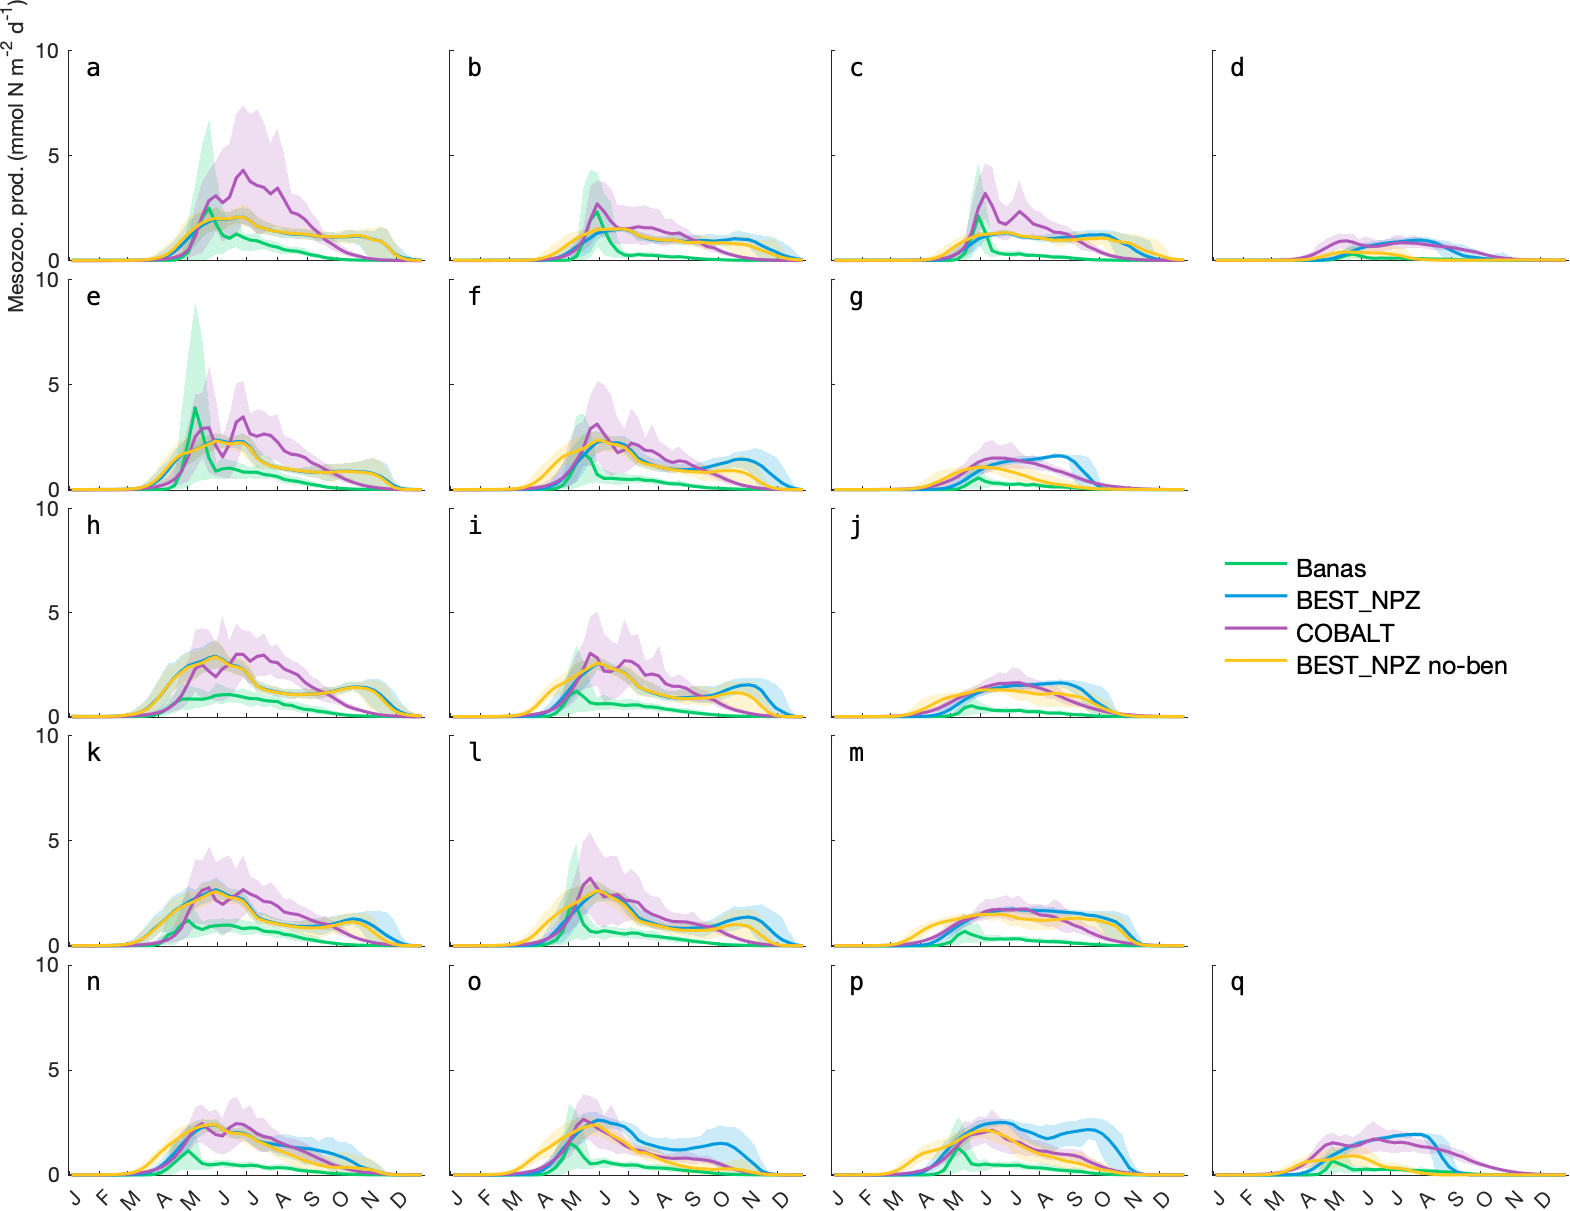 Mesozoo. prod. (mmol N m⁻² d⁻¹)
10
5
0
a
b
c
d
10
5
0
e
f
g
10
5
0
h
i
j
Banas
BEST_NPZ
COBALT
BEST_NPZ no-ben
10
5
0
k
l
m
10
5
0
n
o
p
q
J F M A M J J A S O N D
J F M A M J J A S O N D
J F M A M J J A S O N D
J F M A M J J A S O N D